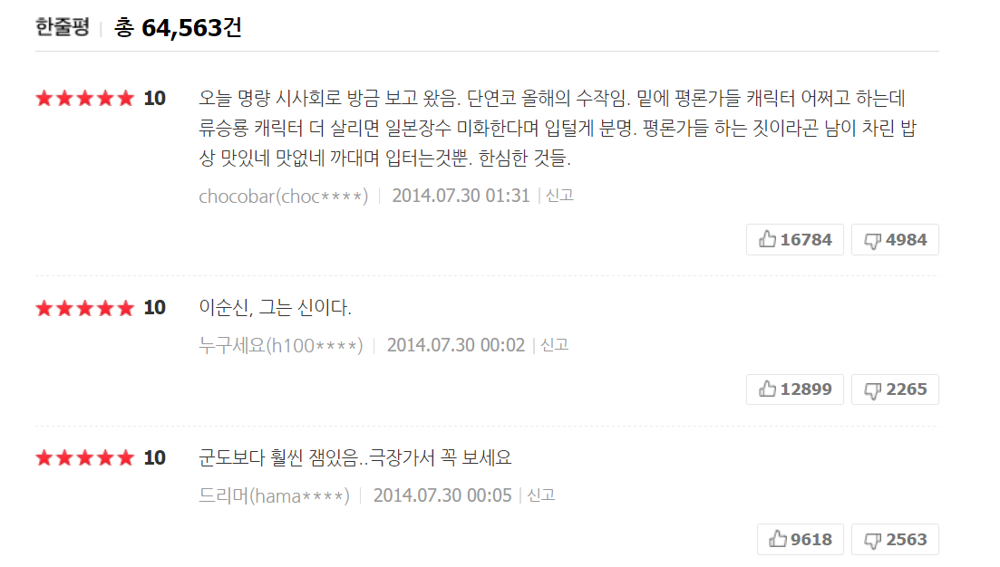 한줄평 | 총 64,563건
10 오늘 명량 시사회로 방금 보고 왔음. 단연코 올해의 수작임. 밑에 평론가들 캐릭터 어쩌고 하는데
류승룡 캐릭터 더 살리면 일본장수 미화한다며 입털게 분명. 평론가들 하는 짓이라곤 남이 차린 밥
상 맛있네 맛없네 까대며 입터는것뿐. 한심한 것들.
chocobar(choc****) | 2014.07.30 01:31 | 신고
16784 4984
10 이순신, 그는 신이다.
누구세요(h100****) | 2014.07.30 00:02 | 신고
12899 2265
10 군도보다 훨씬 잼있음..극장가서 꼭 보세요
드리머(hama****) | 2014.07.30 00:05 | 신고
9618 2563